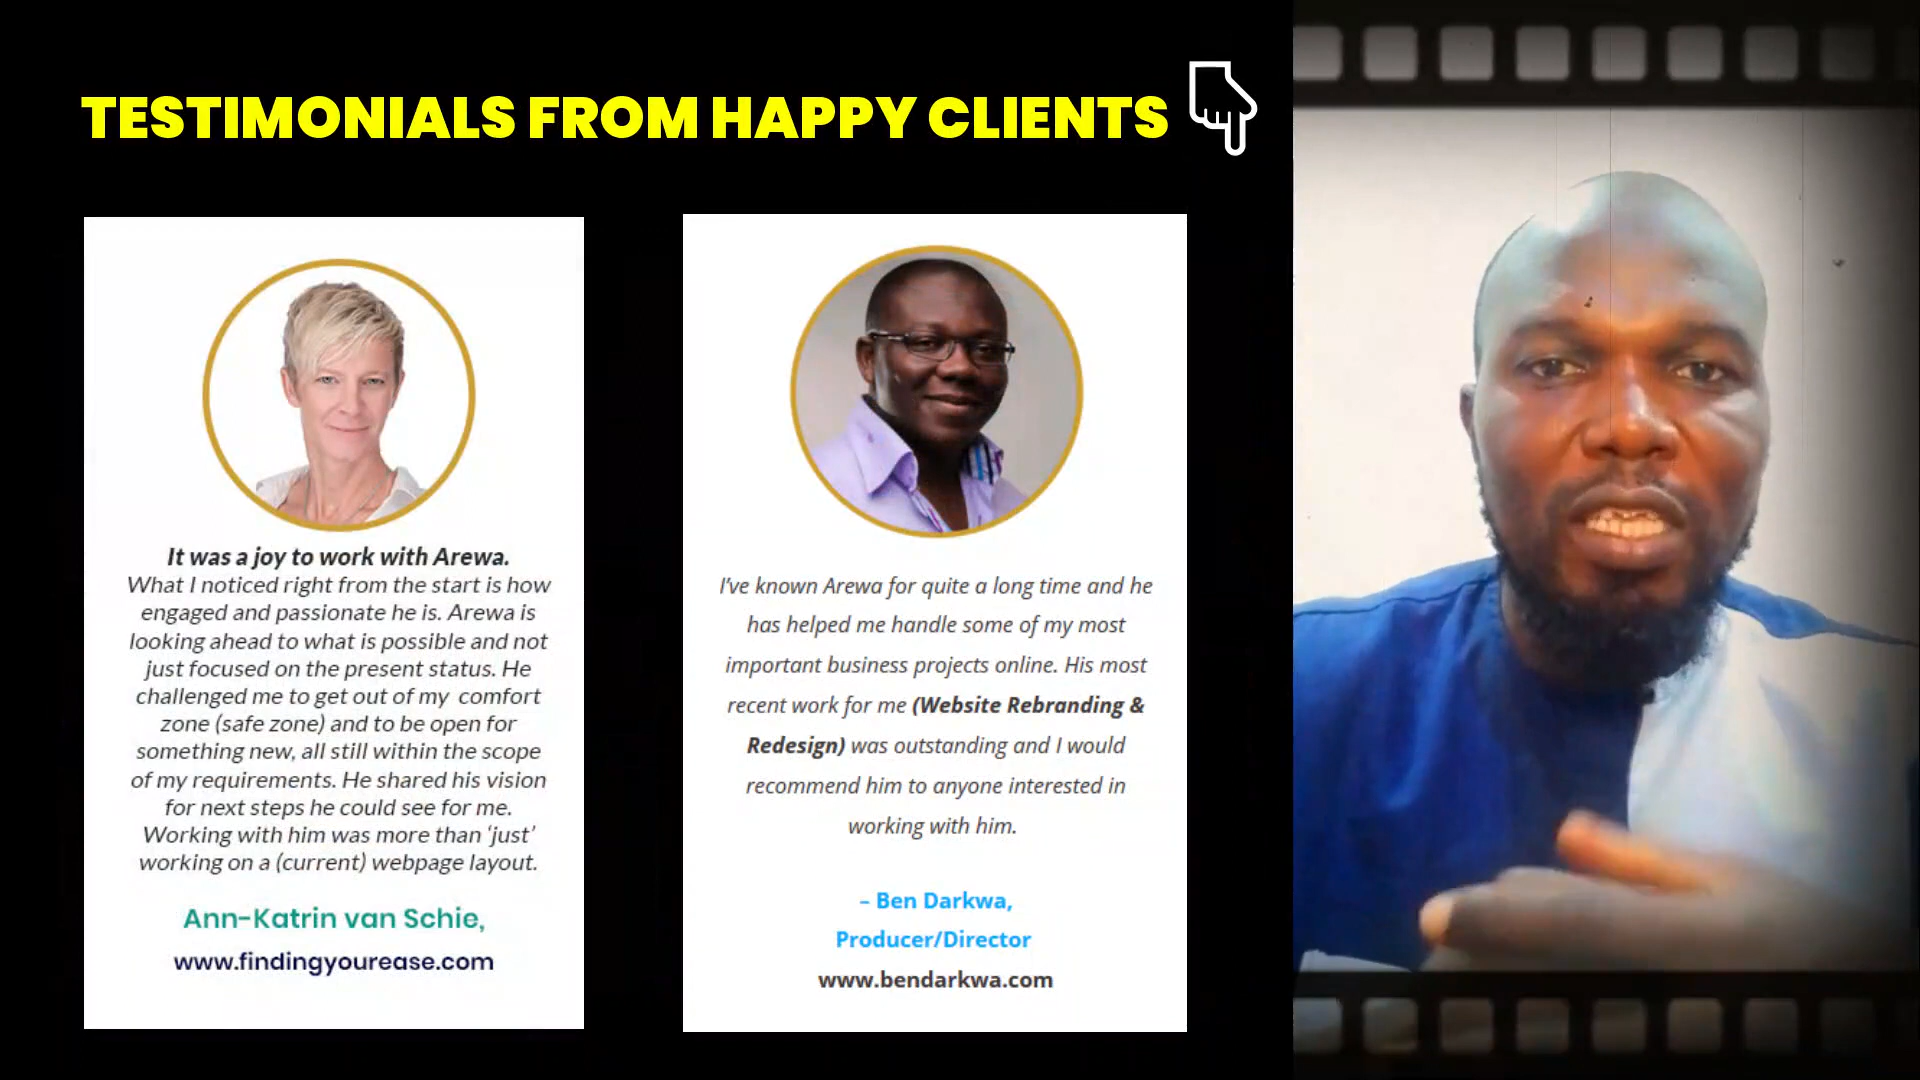 TESTIMONIALS FROM HAPPY CLIENTS
It was a joy to work with Arewa.
What I noticed right from the start is how
engaged and passionate he is. Arewa is
looking ahead to what is possible and not
just focused on the present status. He
challenged me to get out of my comfort
zone (safe zone) and to be open for
something new, all still within the scope
of my requirements. He shared his vision
for next steps he could see for me.
Working with him was more than ‘just’
working on a (current) webpage layout.
Ann-Katrin van Schie,
www.findingyourease.com
I’ve known Arewa for quite a long time and he
has helped me handle some of my most
important business projects online. His most
recent work for me (Website Rebranding &
Redesign) was outstanding and I would
recommend him to anyone interested in
working with him.
– Ben Darkwa,
Producer/Director
www.bendarkwa.com